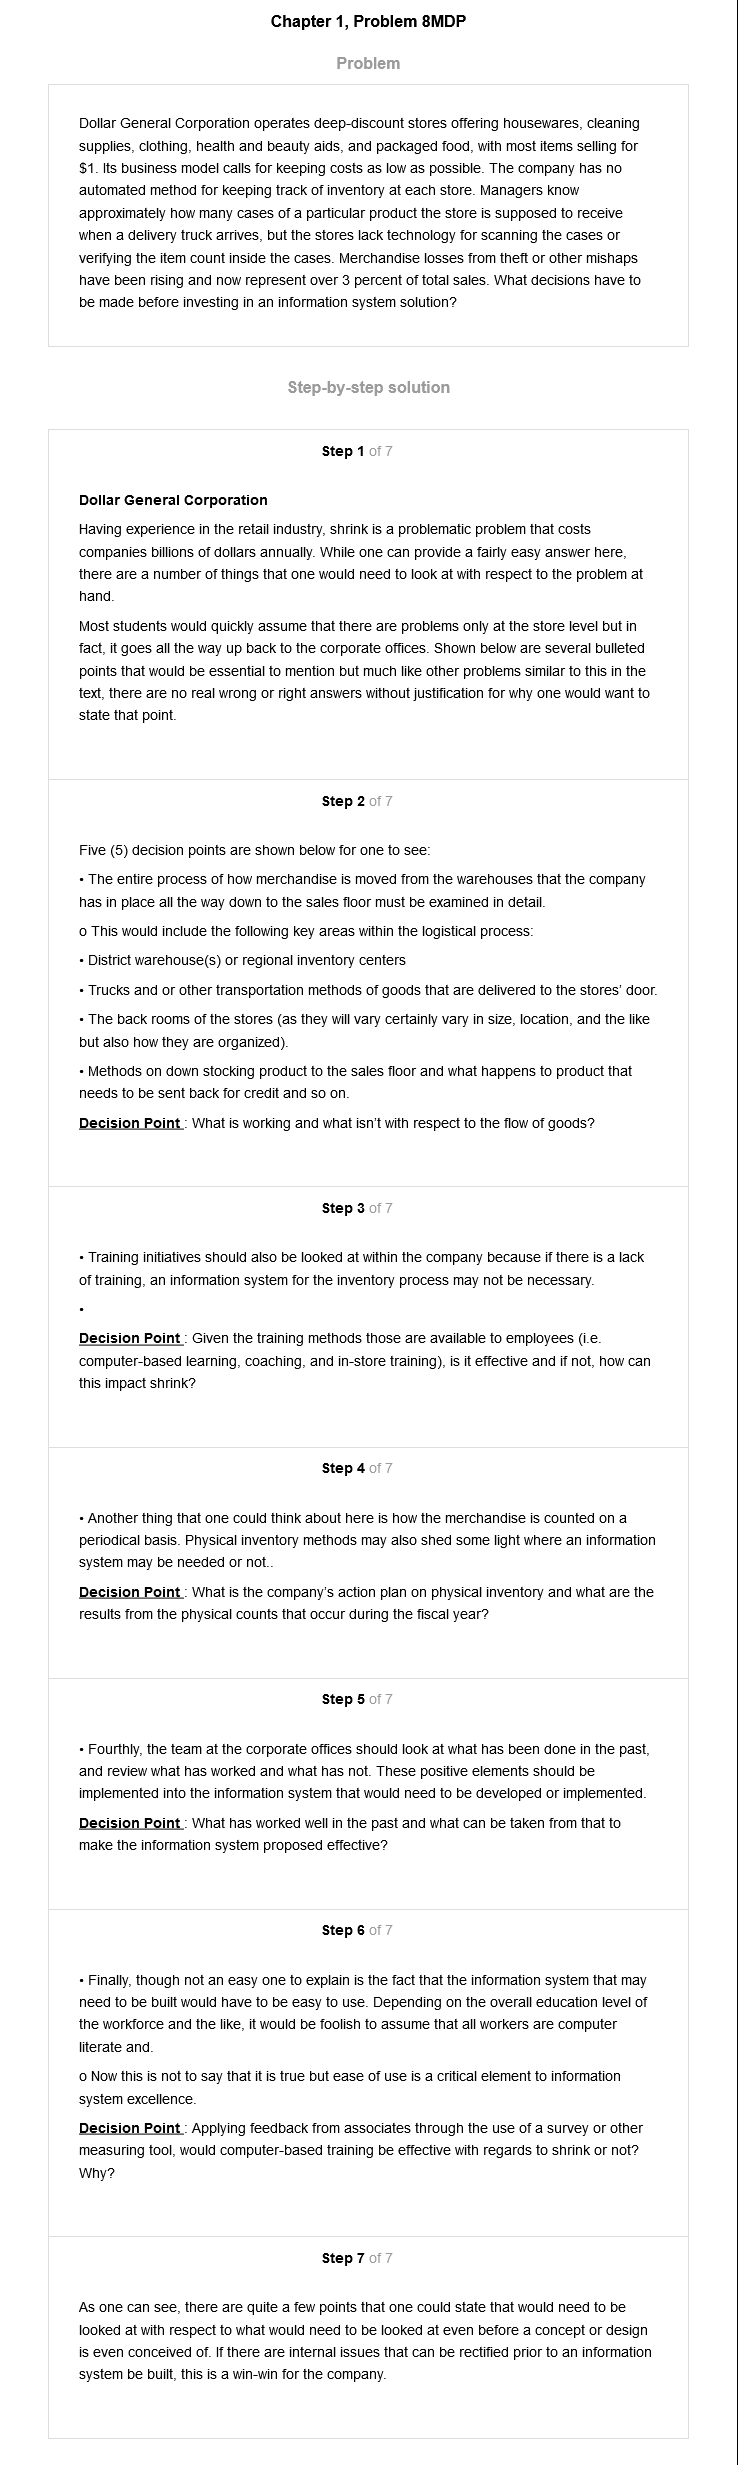 Chapter 1, Problem 8MDP
Problem
Dollar General Corporation operates deep-discount stores offering housewares, cleaning
supplies, clothing, health and beauty aids, and packaged food, with most items selling for
$1. Its business model calls for keeping costs as low as possible. The company has no
automated method for keeping track of inventory at each store. Managers know
approximately how many cases of a particular product the store is supposed to receive
when a delivery truck arrives, but the stores lack technology for scanning the cases or
verifying the item count inside the cases. Merchandise losses from theft or other mishaps
have been rising and now represent over 3 percent of total sales. What decisions have to
be made before investing in an information system solution?
Step-by-step solution
Step 1 of 7
Dollar General Corporation
Having experience in the retail industry, shrink is a problematic problem that costs
companies billions of dollars annually. While one can provide a fairly easy answer here,
there are a number of things that one would need to look at with respect to the problem at
hand.
Most students would quickly assume that there are problems only at the store level but in
fact, it goes all the way up back to the corporate offices. Shown below are several bulleted
points that would be essential to mention but much like other problems similar to this in the
text, there are no real wrong or right answers without justification for why one would want to
state that point.
Step 2 of 7
Five (5) decision points are shown below for one to see:
• The entire process of how merchandise is moved from the warehouses that the company
has in place all the way down to the sales floor must be examined in detail.
o This would include the following key areas within the logistical process:
• District warehouse(s) or regional inventory centers
• Trucks and or other transportation methods of goods that are delivered to the stores’ door.
• The back rooms of the stores (as they will vary certainly vary in size, location, and the like
but also how they are organized).
• Methods on down stocking product to the sales floor and what happens to product that
needs to be sent back for credit and so on.
Decision Point : What is working and what isn’t with respect to the flow of goods?
Step 3 of 7
• Training initiatives should also be looked at within the company because if there is a lack
of training, an information system for the inventory process may not be necessary.
•
Decision Point : Given the training methods those are available to employees (i.e.
computer-based learning, coaching, and in-store training), is it effective and if not, how can
this impact shrink?
Step 4 of 7
• Another thing that one could think about here is how the merchandise is counted on a
periodical basis. Physical inventory methods may also shed some light where an information
system may be needed or not..
Decision Point : What is the company’s action plan on physical inventory and what are the
results from the physical counts that occur during the fiscal year?
Step 5 of 7
• Fourthly, the team at the corporate offices should look at what has been done in the past,
and review what has worked and what has not. These positive elements should be
implemented into the information system that would need to be developed or implemented.
Decision Point : What has worked well in the past and what can be taken from that to
make the information system proposed effective?
Step 6 of 7
• Finally, though not an easy one to explain is the fact that the information system that may
need to be built would have to be easy to use. Depending on the overall education level of
the workforce and the like, it would be foolish to assume that all workers are computer
literate and.
o Now this is not to say that it is true but ease of use is a critical element to information
system excellence.
Decision Point : Applying feedback from associates through the use of a survey or other
measuring tool, would computer-based training be effective with regards to shrink or not?
Why?
Step 7 of 7
As one can see, there are quite a few points that one could state that would need to be
looked at with respect to what would need to be looked at even before a concept or design
is even conceived of. If there are internal issues that can be rectified prior to an information
system be built, this is a win-win for the company.